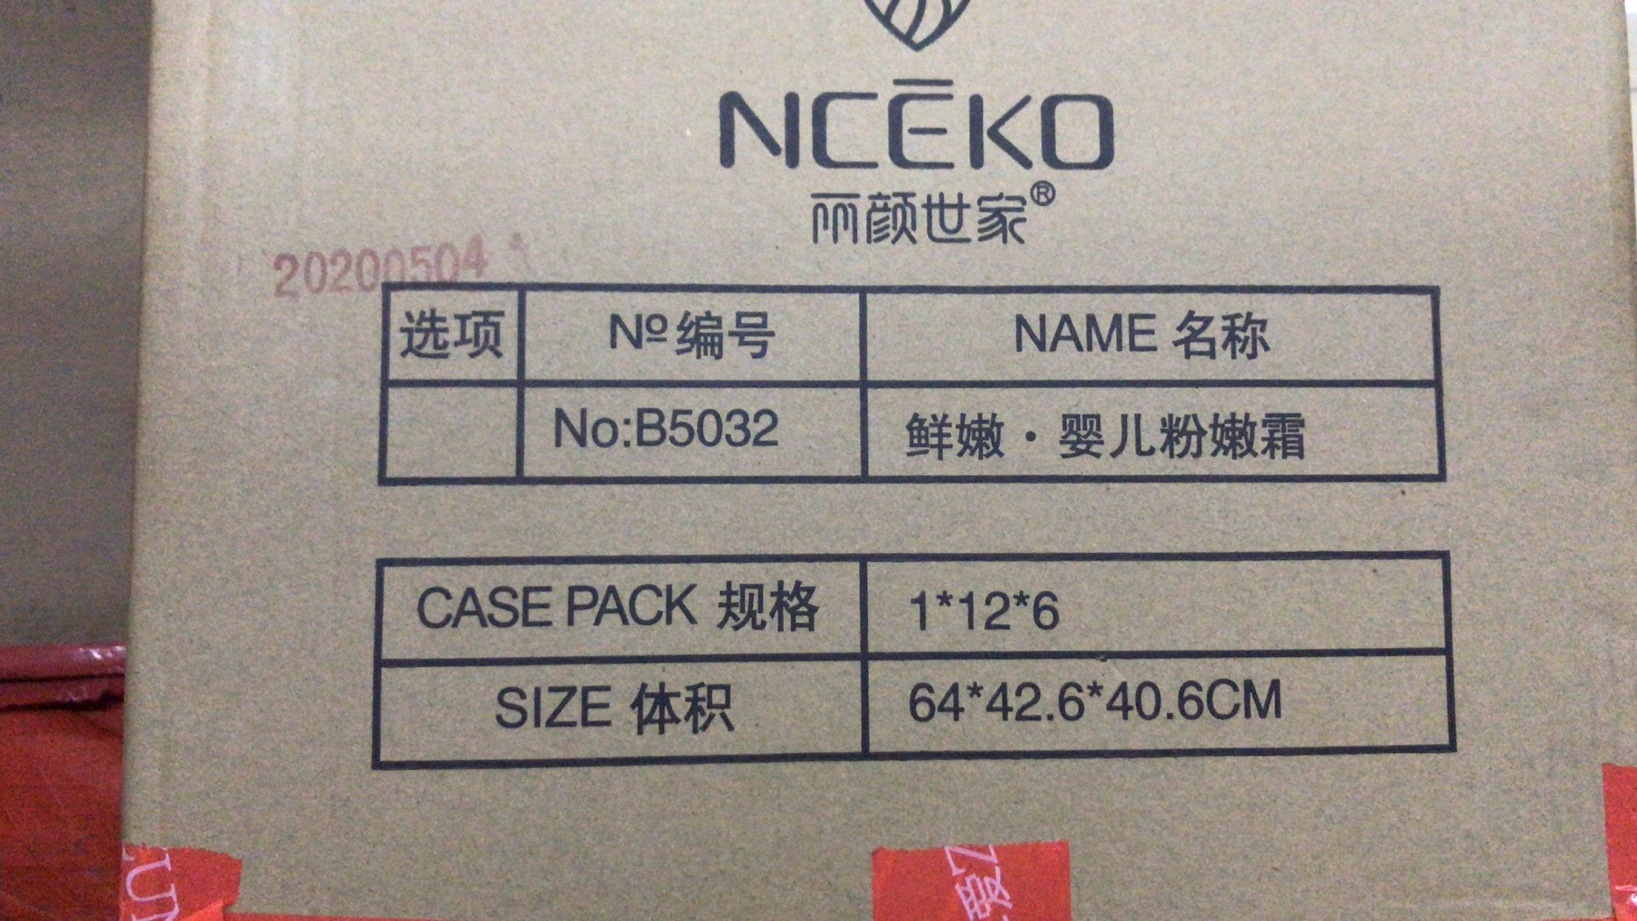 NCĒKO
丽颜世家®
20200504
选项 Nº编号 NAME 名称
No:B5032 鲜嫩·婴儿粉嫩霜
CASE PACK 规格 1*12*6
SIZE 体积 64*42.6*40.6CM